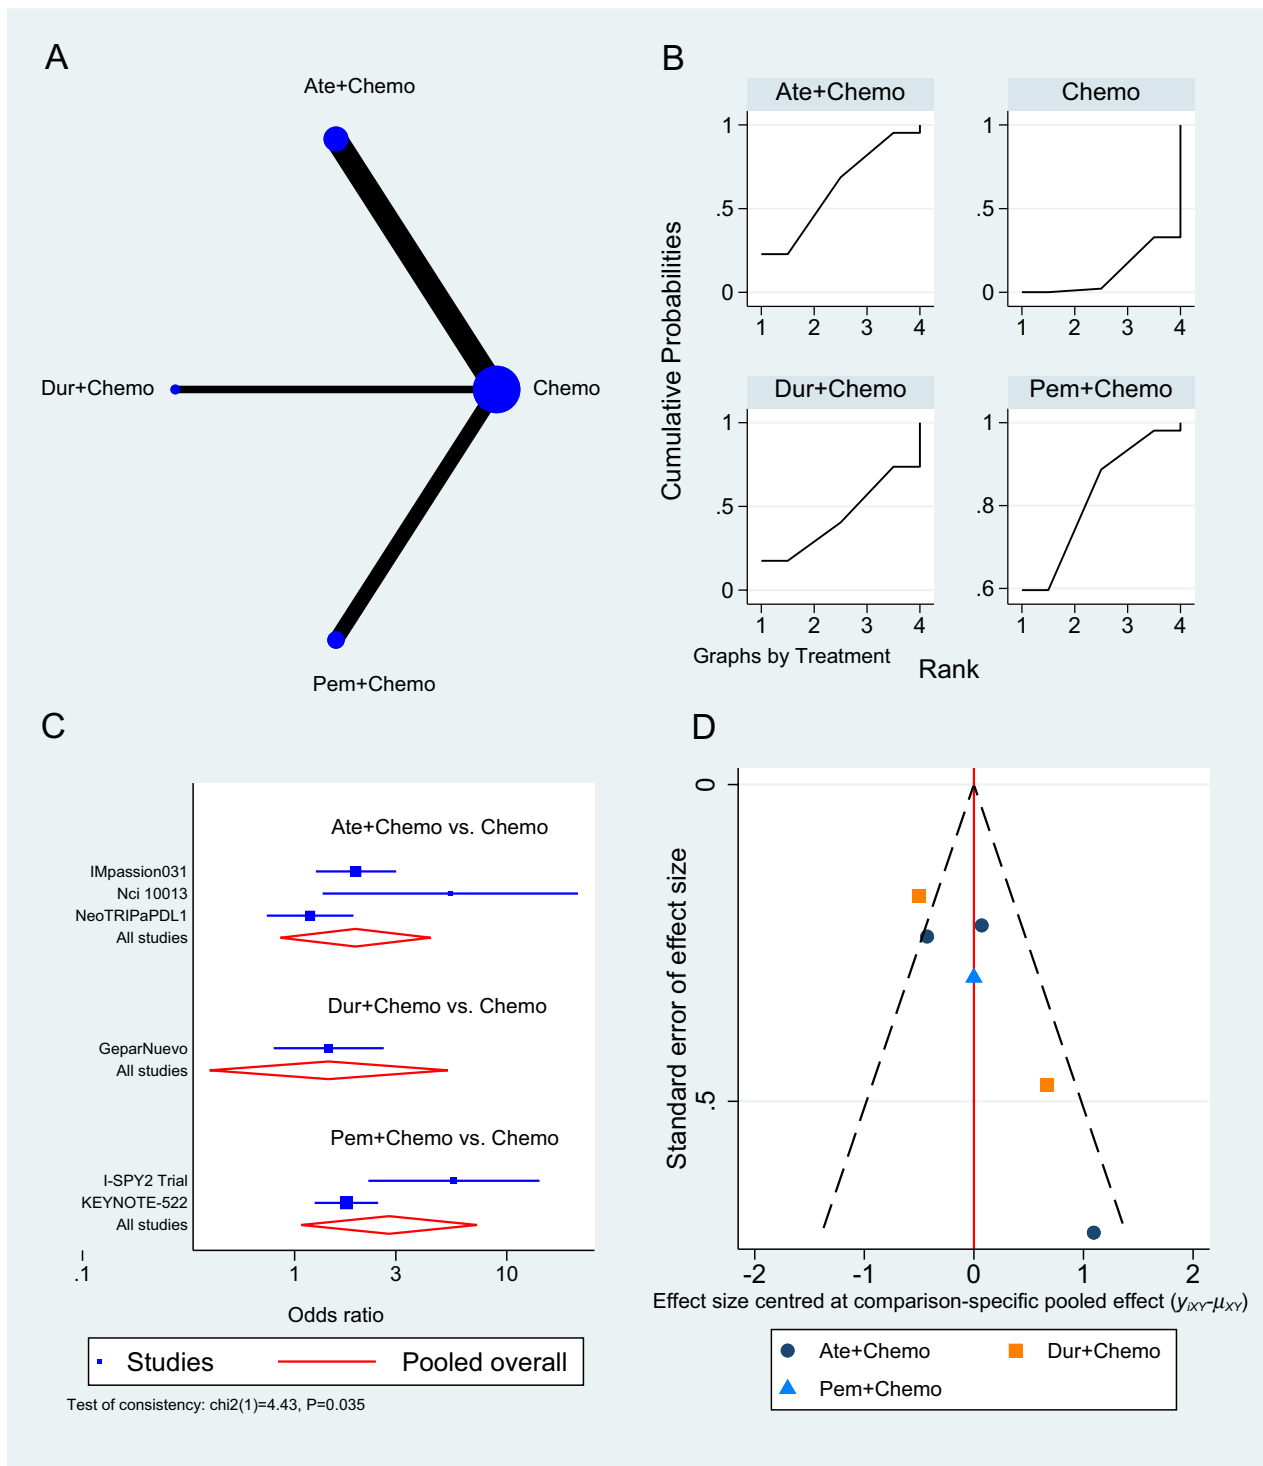 A
Ate+Chemo
Dur+Chemo
Chemo
Pem+Chemo
B
Cumulative Probabilities
Ate+Chemo
1
.5
0
1 2 3 4
Chemo
1
.5
0
1 2 3 4
Dur+Chemo
1
.5
0
1 2 3 4
Pem+Chemo
1
.8
.6
1 2 3 4
Graphs by Treatment
Rank
C
Ate+Chemo vs. Chemo
IMpassion031
Nci 10013
NeoTRIPaPDL1
All studies
Dur+Chemo vs. Chemo
GeparNuevo
All studies
Pem+Chemo vs. Chemo
I-SPY2 Trial
KEYNOTE-522
All studies
.1 1 3 10
Odds ratio
Studies Pooled overall
Test of consistency: chi2(1)=4.43, P=0.035
D
Standard error of effect size
0
.5
-2 -1 0 1 2
Effect size centred at comparison-specific pooled effect (yiXY-μXY)
Ate+Chemo Dur+Chemo
Pem+Chemo